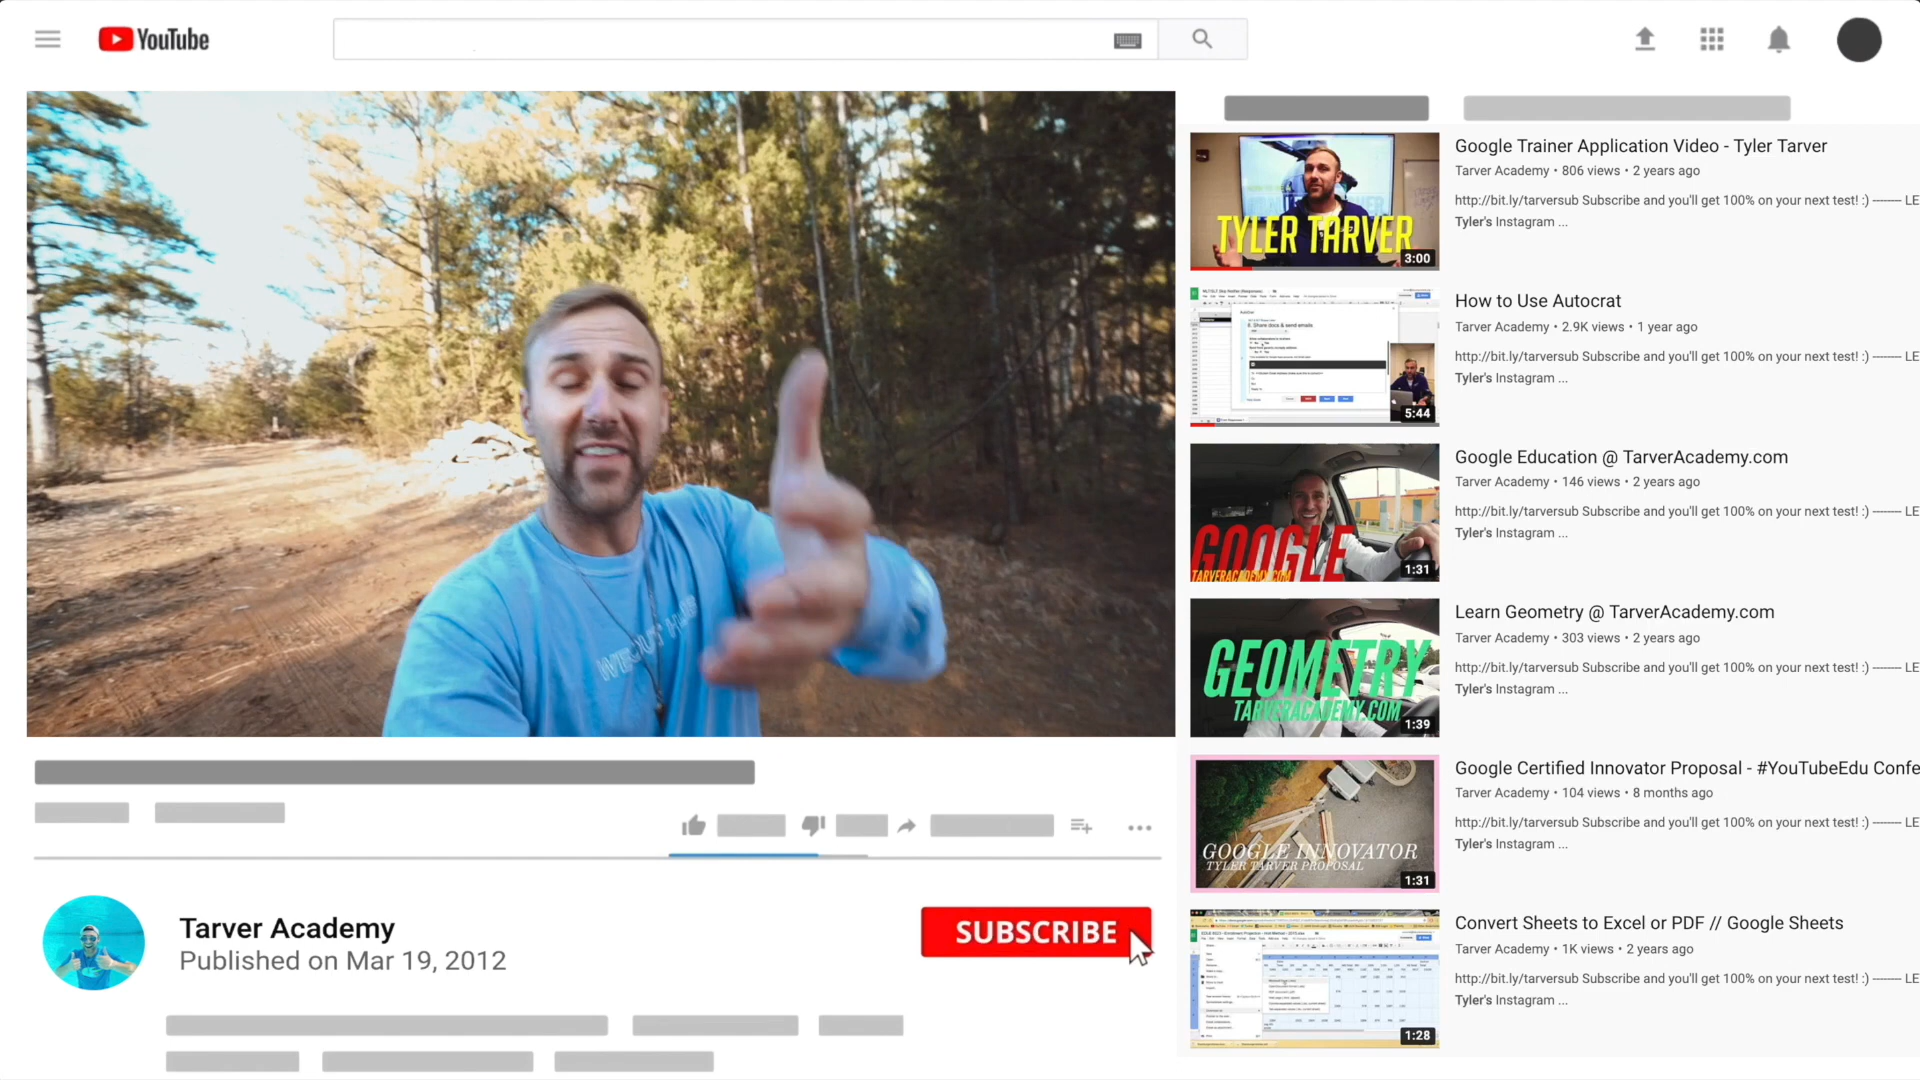 YouTube
TYLER TARVER
3:00
Google Trainer Application Video - Tyler Tarver
Tarver Academy • 806 views • 2 years ago
http://bit.ly/tarversub Subscribe and you'll get 100% on your next test! :) -------- LE
Tyler's Instagram ...
8. Share docs & send emails
5:44
How to Use Autocrat
Tarver Academy • 2.9K views • 1 year ago
http://bit.ly/tarversub Subscribe and you'll get 100% on your next test! :) -------- LE
Tyler's Instagram ...
GOOGLE
TARVERACADEMY.COM
1:31
Google Education @ TarverAcademy.com
Tarver Academy • 146 views • 2 years ago
http://bit.ly/tarversub Subscribe and you'll get 100% on your next test! :) -------- LE
Tyler's Instagram ...
GEOMETRY
TARVERACADEMY.COM
1:39
Learn Geometry @ TarverAcademy.com
Tarver Academy • 303 views • 2 years ago
http://bit.ly/tarversub Subscribe and you'll get 100% on your next test! :) -------- LE
Tyler's Instagram ...
GOOGLE INNOVATOR
TYLER TARVER PROPOSAL
1:31
Google Certified Innovator Proposal - #YouTubeEdu Confe
Tarver Academy • 104 views • 8 months ago
http://bit.ly/tarversub Subscribe and you'll get 100% on your next test! :) -------- LE
Tyler's Instagram ...
1:28
Convert Sheets to Excel or PDF // Google Sheets
Tarver Academy • 1K views • 2 years ago
http://bit.ly/tarversub Subscribe and you'll get 100% on your next test! :) -------- LE
Tyler's Instagram ...
Tarver Academy
Published on Mar 19, 2012
SUBSCRIBE